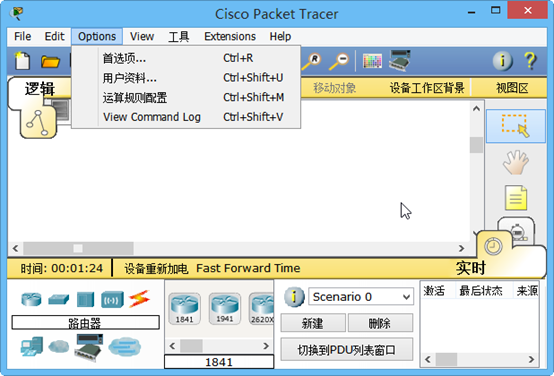 Cisco Packet Tracer
File Edit Options View 工具 Extensions Help
首选项... Ctrl+R
用户资料... Ctrl+Shift+U
运算规则配置 Ctrl+Shift+M
View Command Log Ctrl+Shift+V
逻辑 移动对象 设备工作区背景 视图区
时间: 00:01:24 设备重新加电 Fast Forward Time 实时
路由器
1841 1941 2620X
1841
Scenario 0
新建 删除
切换到PDU列表窗口
激活 最后状态 来源